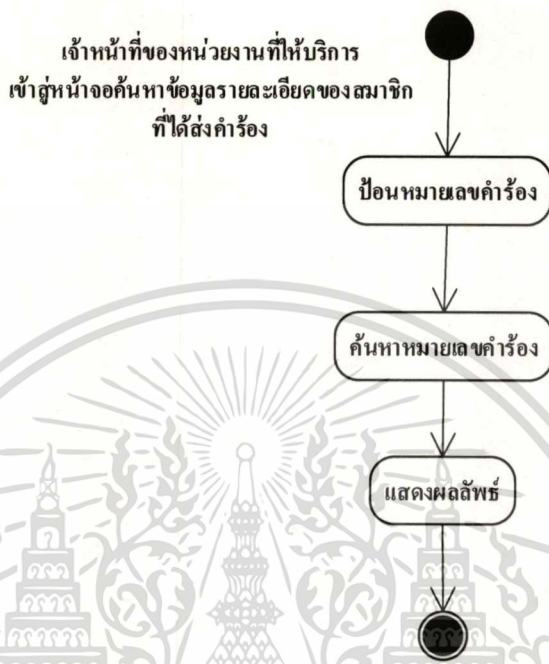 เจ้าหน้าที่ของหน่วยงานที่ให้บริการ
เข้าสู่หน้าจอค้นหาข้อมูลรายละเอียดของสมาชิก
ที่ได้ส่งคำร้อง
ป้อนหมายเลขคำร้อง
ค้นหาหมายเลขคำร้อง
แสดงผลลัพธ์